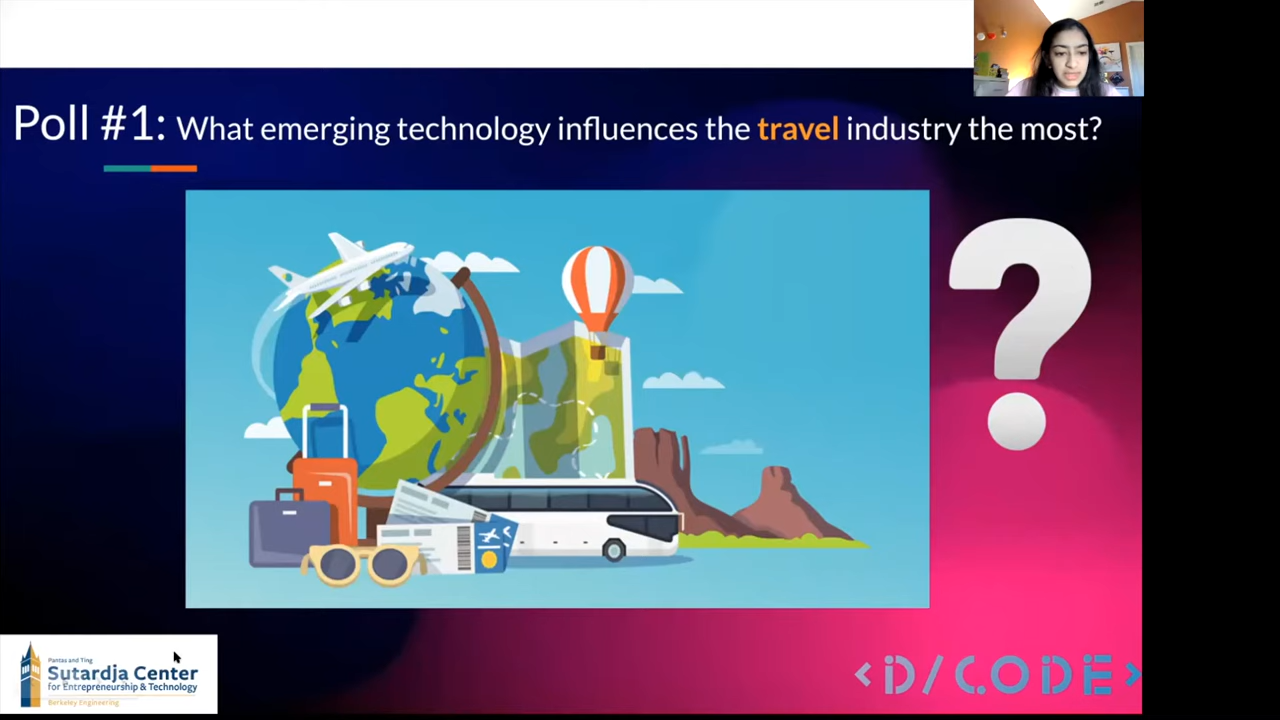 Poll #1: What emerging technology influences the travel industry the most?
?
Pantas and Ting
Sutardja Center
for Entrepreneurship & Technology
Berkeley Engineering
<D/CODE>